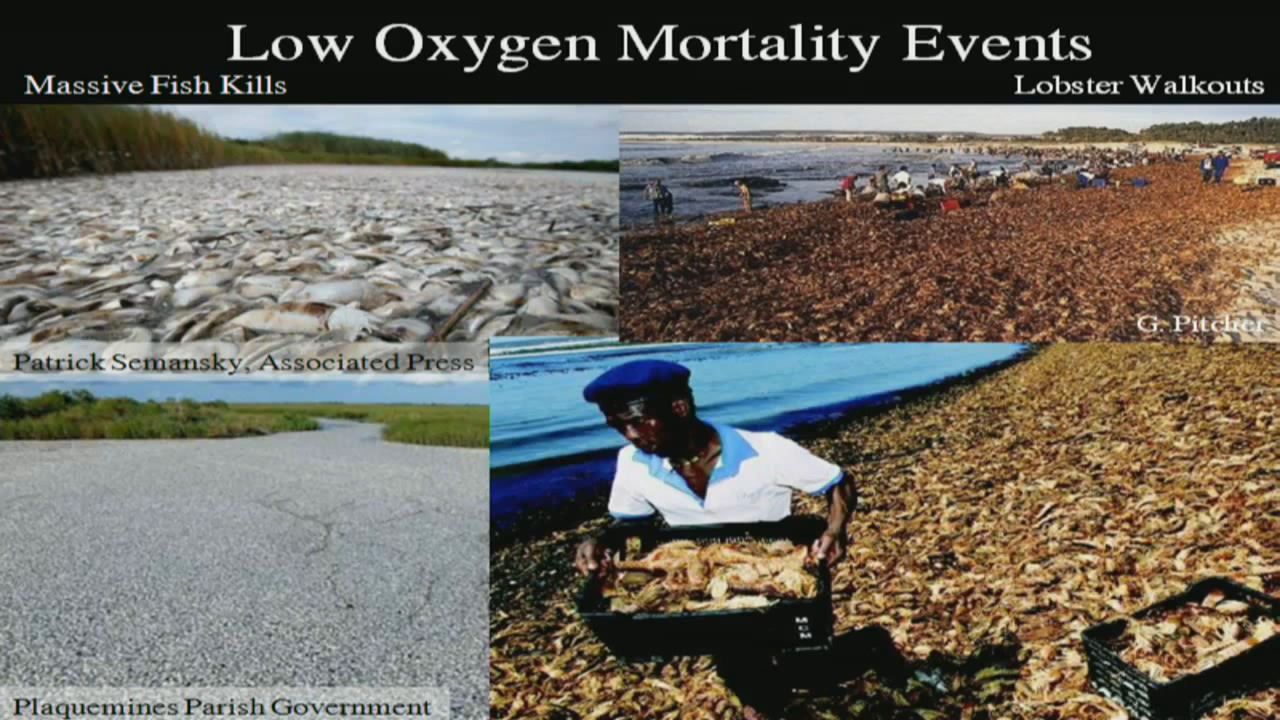 Low Oxygen Mortality Events
Massive Fish Kills
Lobster Walkouts
G. Pitcher
Patrick Semansky, Associated Press
M
C
M
Plaquemines Parish Government